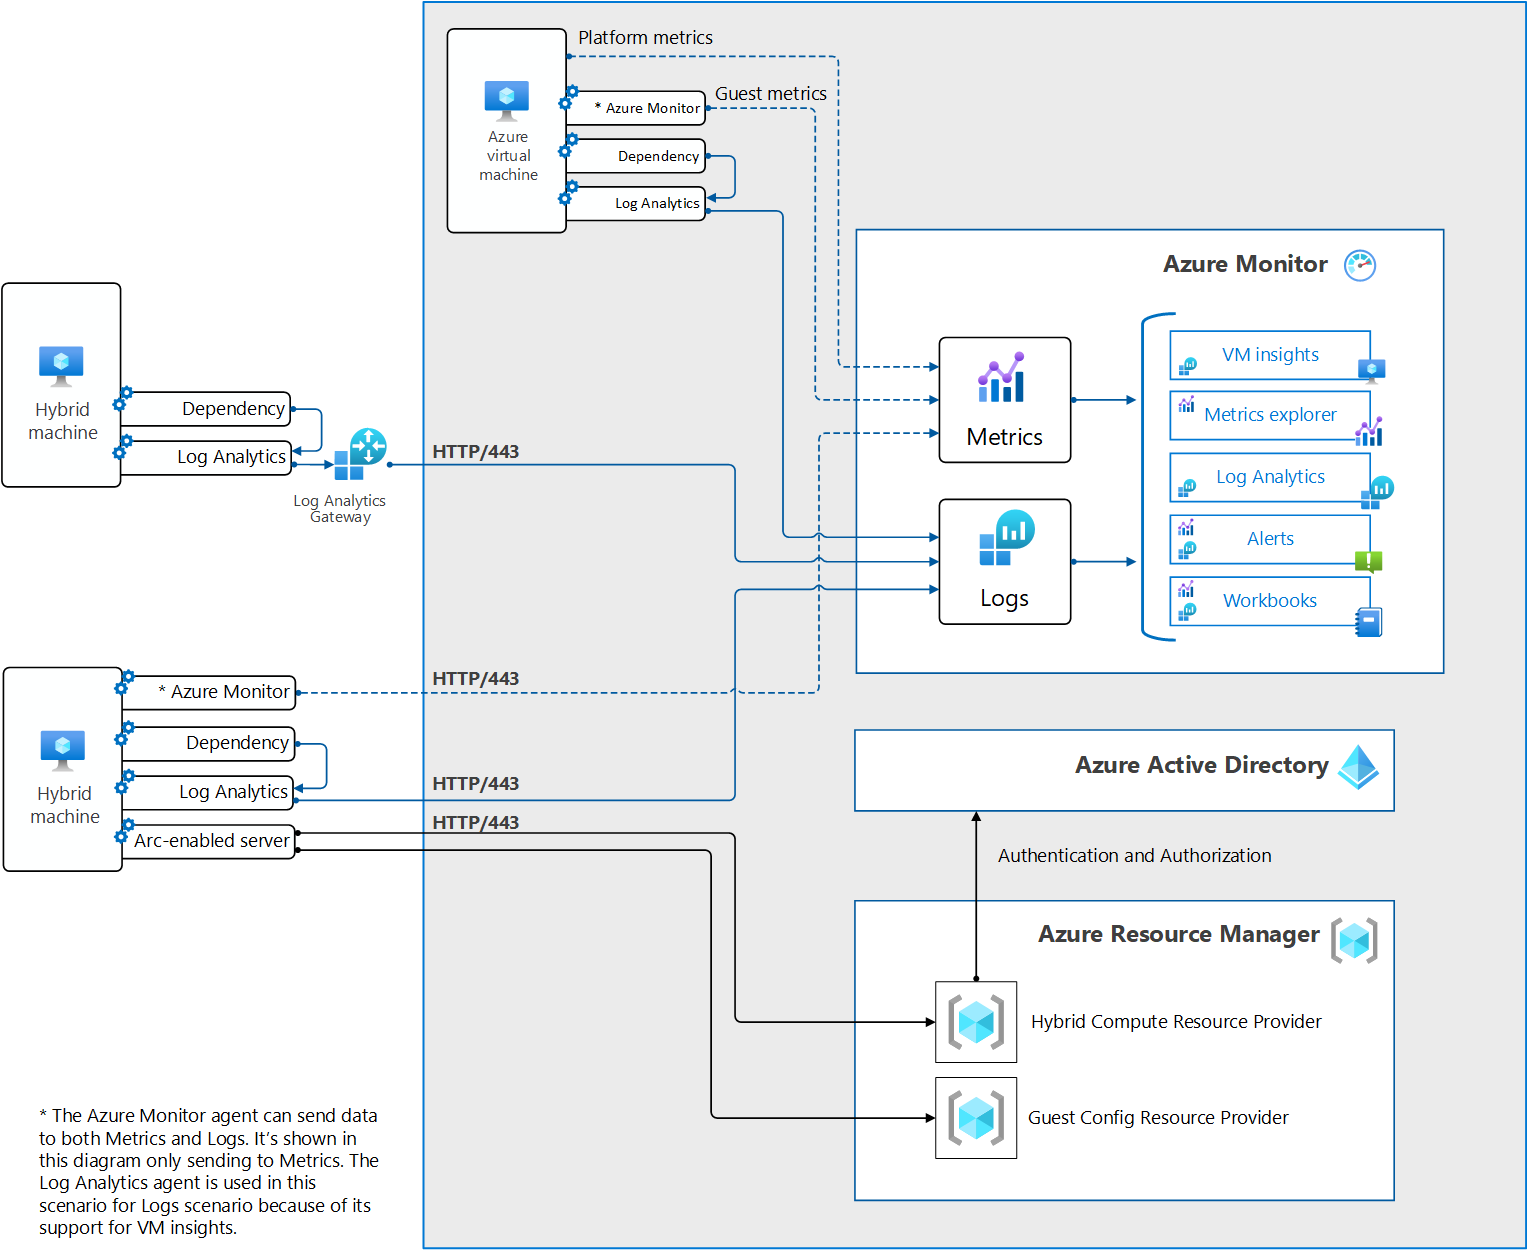 Platform metrics
Guest metrics
* Azure Monitor
Dependency
Log Analytics
Azure
virtual
machine
Azure Monitor
Metrics
Logs
VM insights
Metrics explorer
Log Analytics
Alerts
Workbooks
Hybrid
machine
Dependency
Log Analytics
Log Analytics
Gateway
HTTP/443
HTTP/443
* Azure Monitor
Dependency
Log Analytics
Arc-enabled server
Hybrid
machine
HTTP/443
HTTP/443
Azure Active Directory
Authentication and Authorization
Azure Resource Manager
Hybrid Compute Resource Provider
Guest Config Resource Provider
* The Azure Monitor agent can send data
to both Metrics and Logs. It’s shown in
this diagram only sending to Metrics. The
Log Analytics agent is used in this
scenario for Logs scenario because of its
support for VM insights.